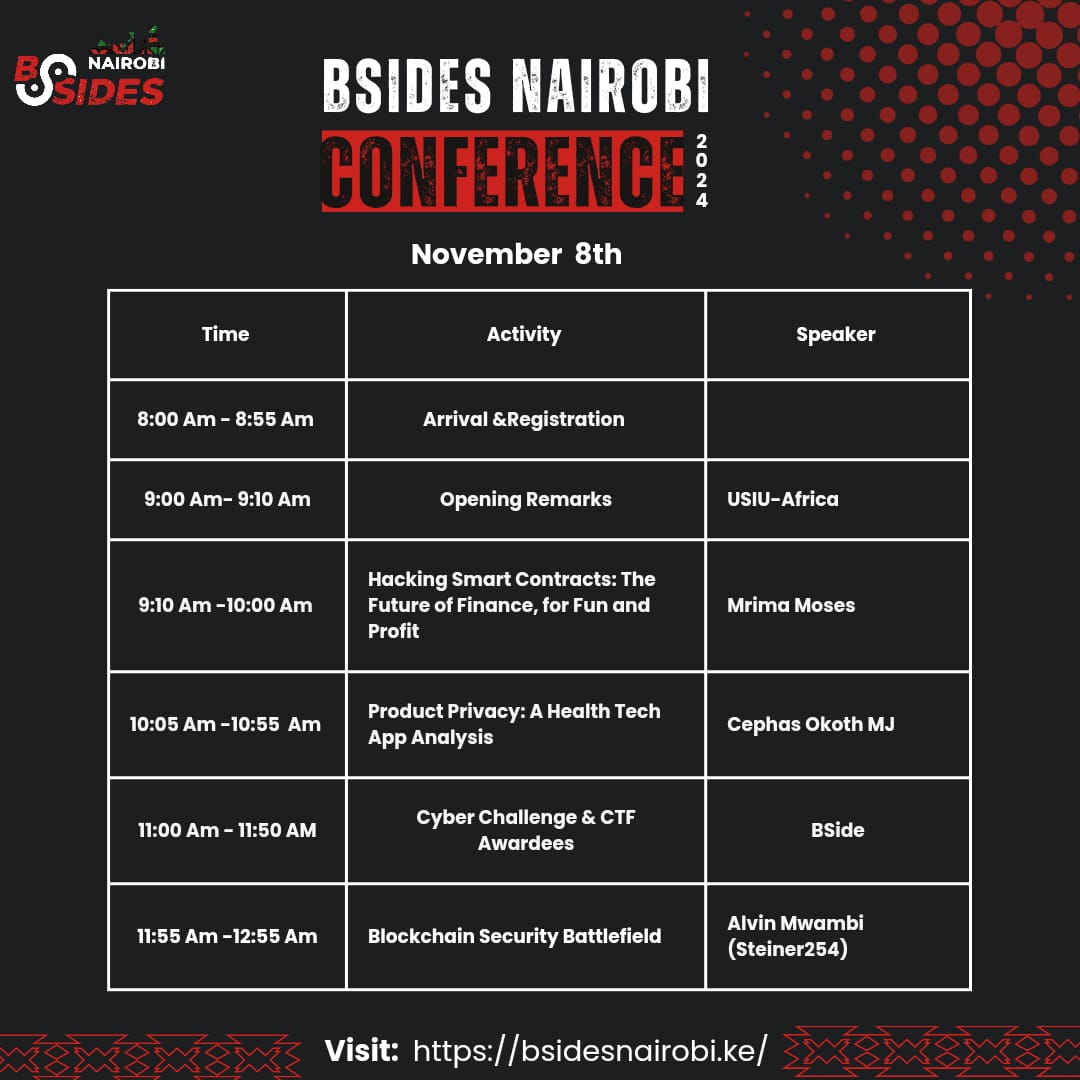 NAIROBI
BSIDES
BSIDES NAIROBI
CONFERENCE
2024
November 8th
Time Activity Speaker
8:00 Am - 8:55 Am Arrival &Registration
9:00 Am- 9:10 Am Opening Remarks USIU-Africa
9:10 Am -10:00 Am Hacking Smart Contracts: The
Future of Finance, for Fun and
Profit
Mrima Moses
10:05 Am -10:55 Am Product Privacy: A Health Tech
App Analysis
Cephas Okoth MJ
11:00 Am - 11:50 AM Cyber Challenge & CTF
Awardees
BSide
11:55 Am -12:55 Am Blockchain Security Battlefield Alvin Mwambi
(Steiner254)
Visit: https://bsidesnairobi.ke/